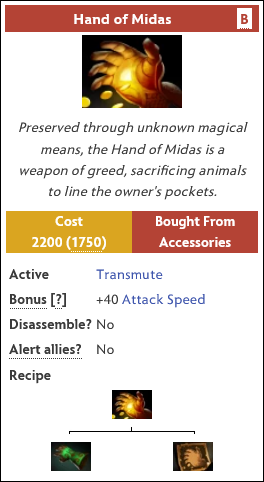 Hand of Midas
B
Preserved through unknown magical
means, the Hand of Midas is a
weapon of greed, sacrificing animals
to line the owner's pockets.
Cost
2200 (1750)
Bought From
Accessories
Active Transmute
Bonus [?] +40 Attack Speed
Disassemble? No
Alert allies? No
Recipe